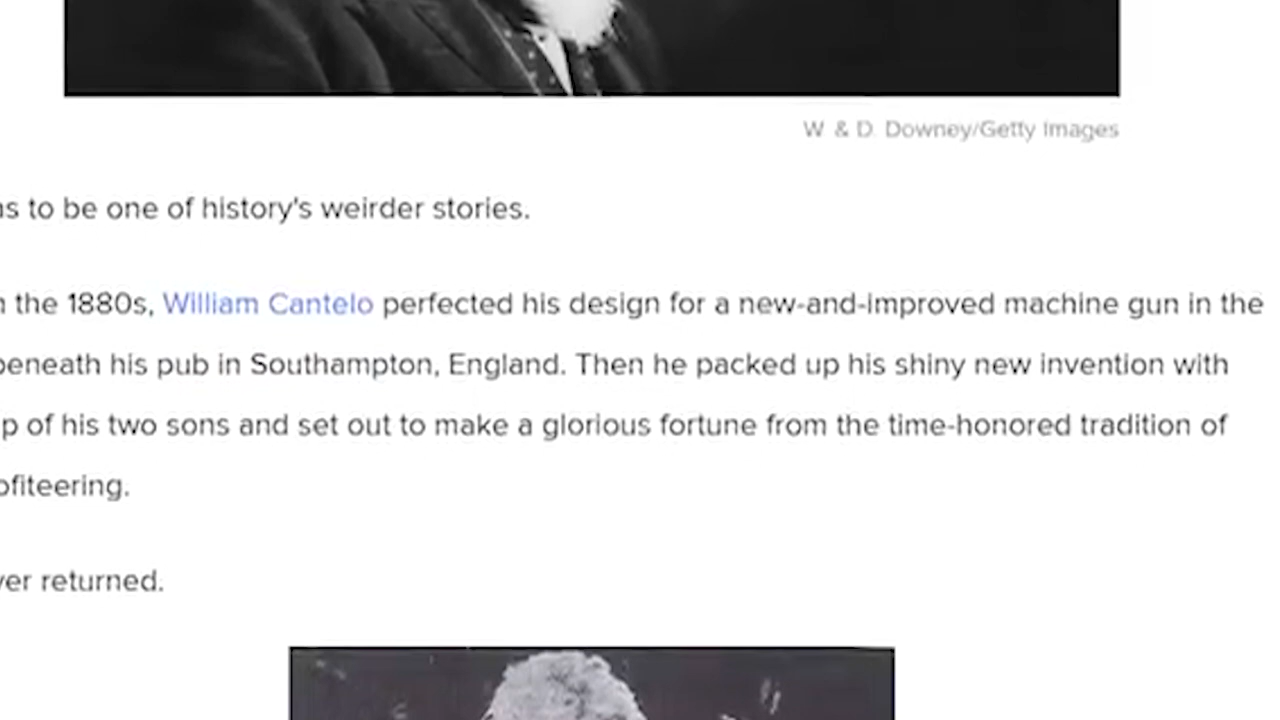 W. & D. Downey/Getty Images
to be one of history's weirder stories.
the 1880s, William Cantelo perfected his design for a new-and-improved machine gun in the
beneath his pub in Southampton, England. Then he packed up his shiny new invention with
p of his two sons and set out to make a glorious fortune from the time-honored tradition of
ofiteering.
ver returned.